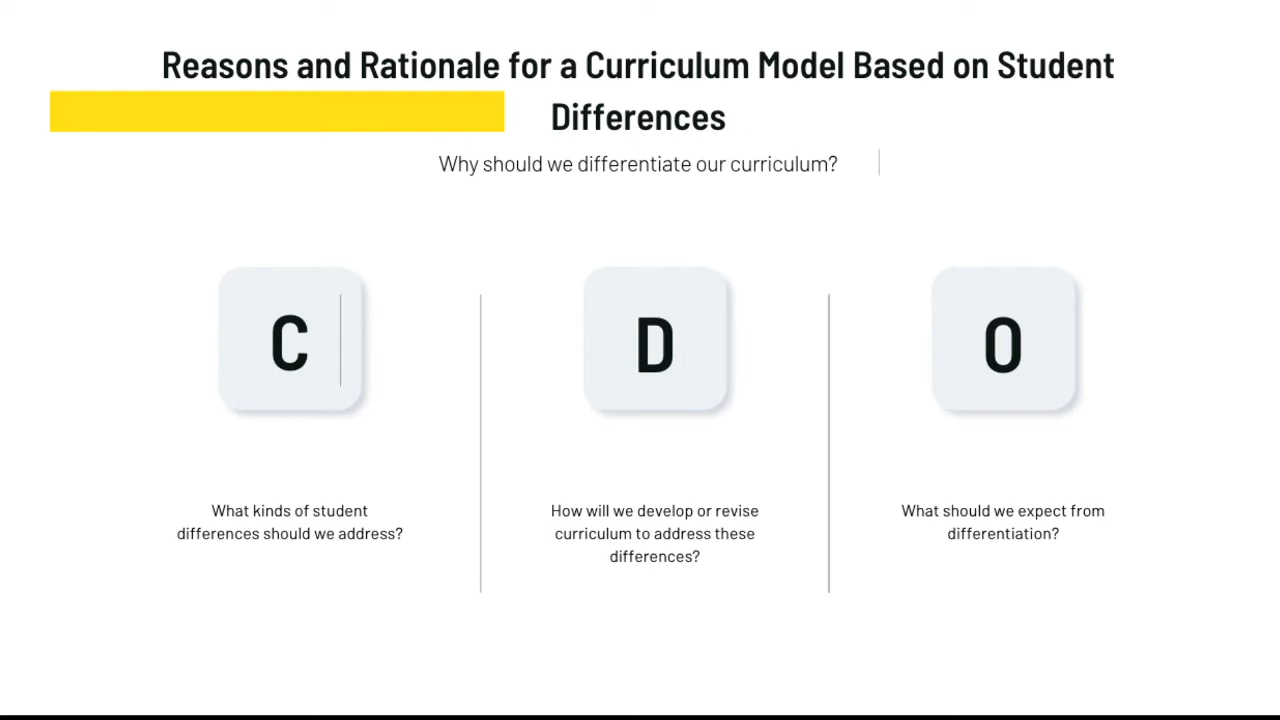 Reasons and Rationale for a Curriculum Model Based on Student
Differences
Why should we differentiate our curriculum?
C
D
O
What kinds of student
differences should we address?
How will we develop or revise
curriculum to address these
differences?
What should we expect from
differentiation?